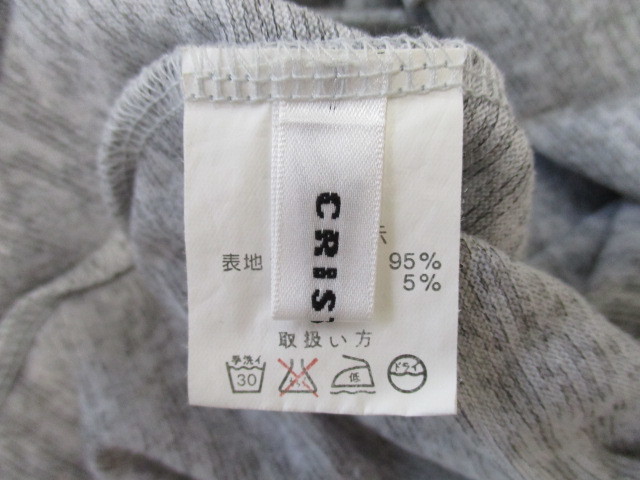 CRIS
表地 95%
5%
取扱い方
手洗イ 30
低
ドライ